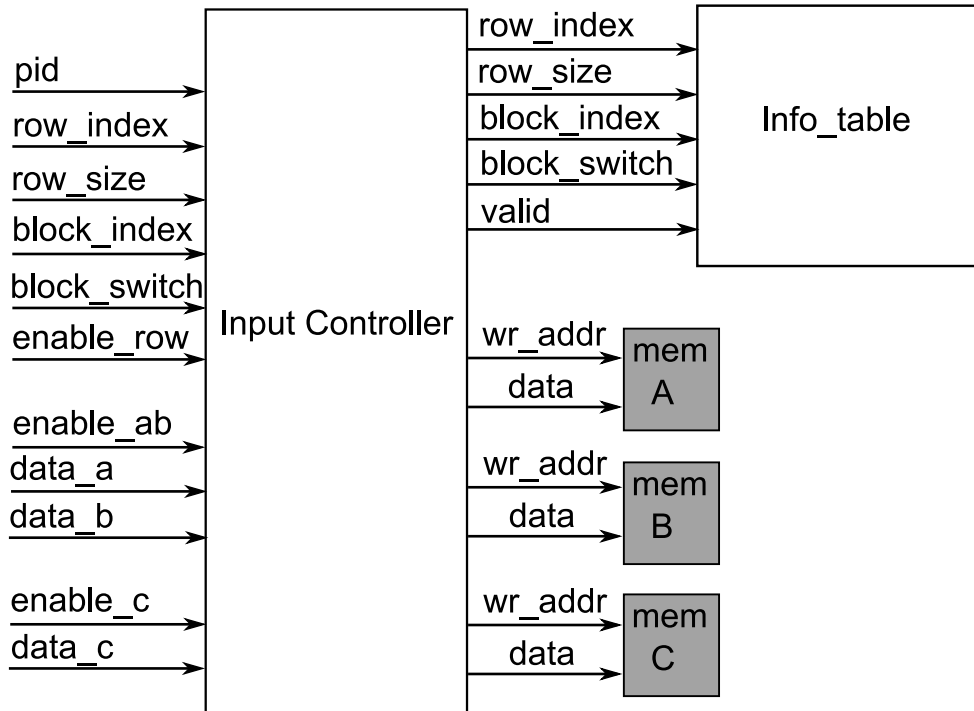 pid
row_index
row_size
block_index
block_switch
enable_row
enable_ab
data_a
data_b
enable_c
data_c
Input Controller
row_index
row_size
block_index
block_switch
valid
Info_table
wr_addr
data
mem
A
wr_addr
data
mem
B
wr_addr
data
mem
C